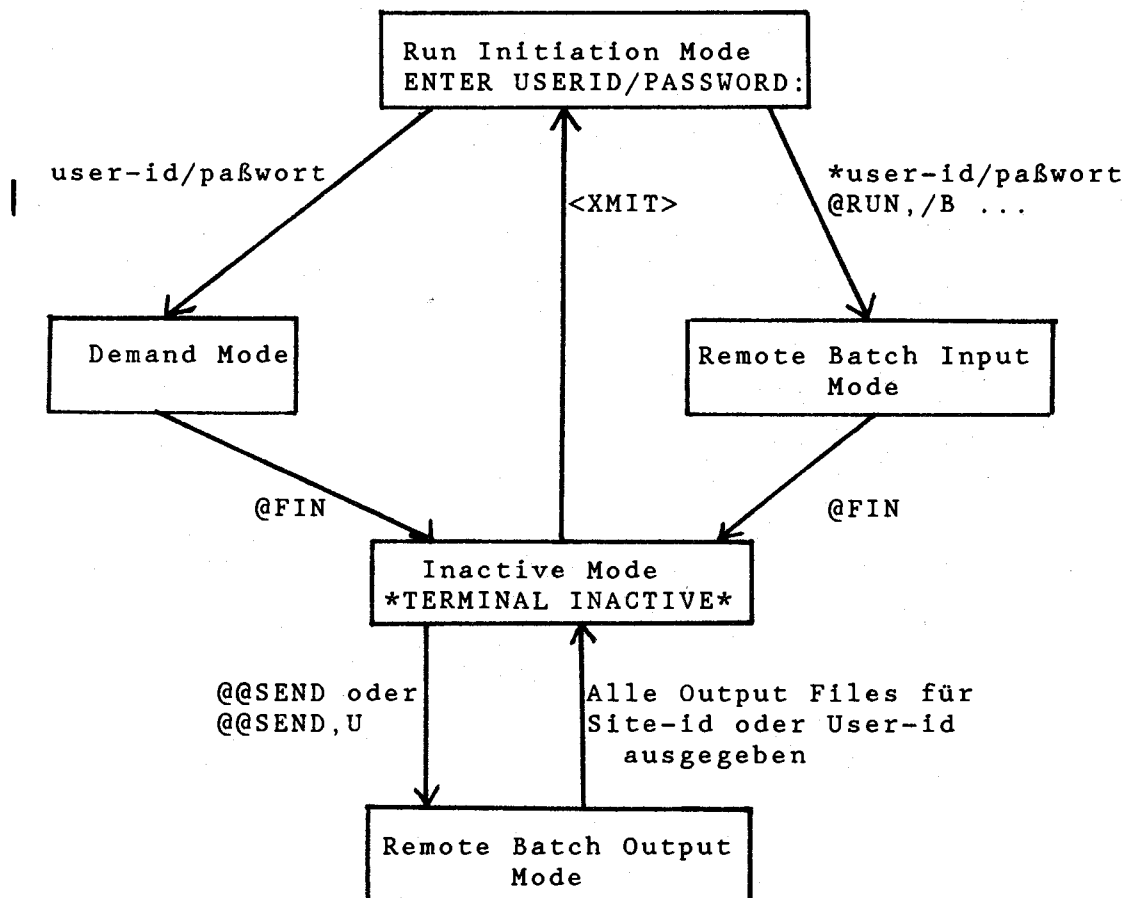 Run Initiation Mode
ENTER USERID/PASSWORD:
user-id/paßwort
<XMIT>
*user-id/paßwort
@RUN,/B ...
Demand Mode
Remote Batch Input
Mode
@FIN
@FIN
Inactive Mode
*TERMINAL INACTIVE*
@@SEND oder
@@SEND,U
Alle Output Files für
Site-id oder User-id
ausgegeben
Remote Batch Output
Mode